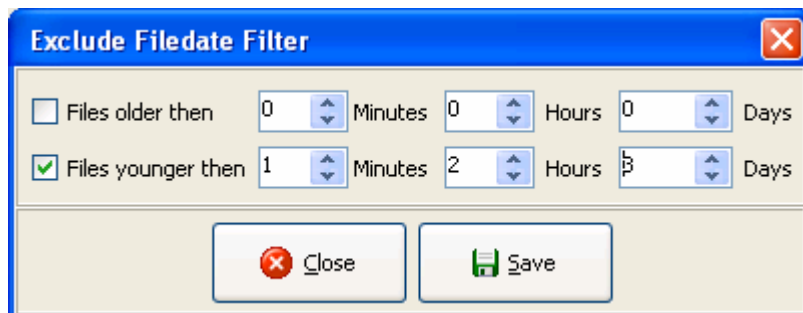 Exclude Filedate Filter
Files older then 0 Minutes 0 Hours 0 Days
Files younger then 1 Minutes 2 Hours 3 Days
Close Save